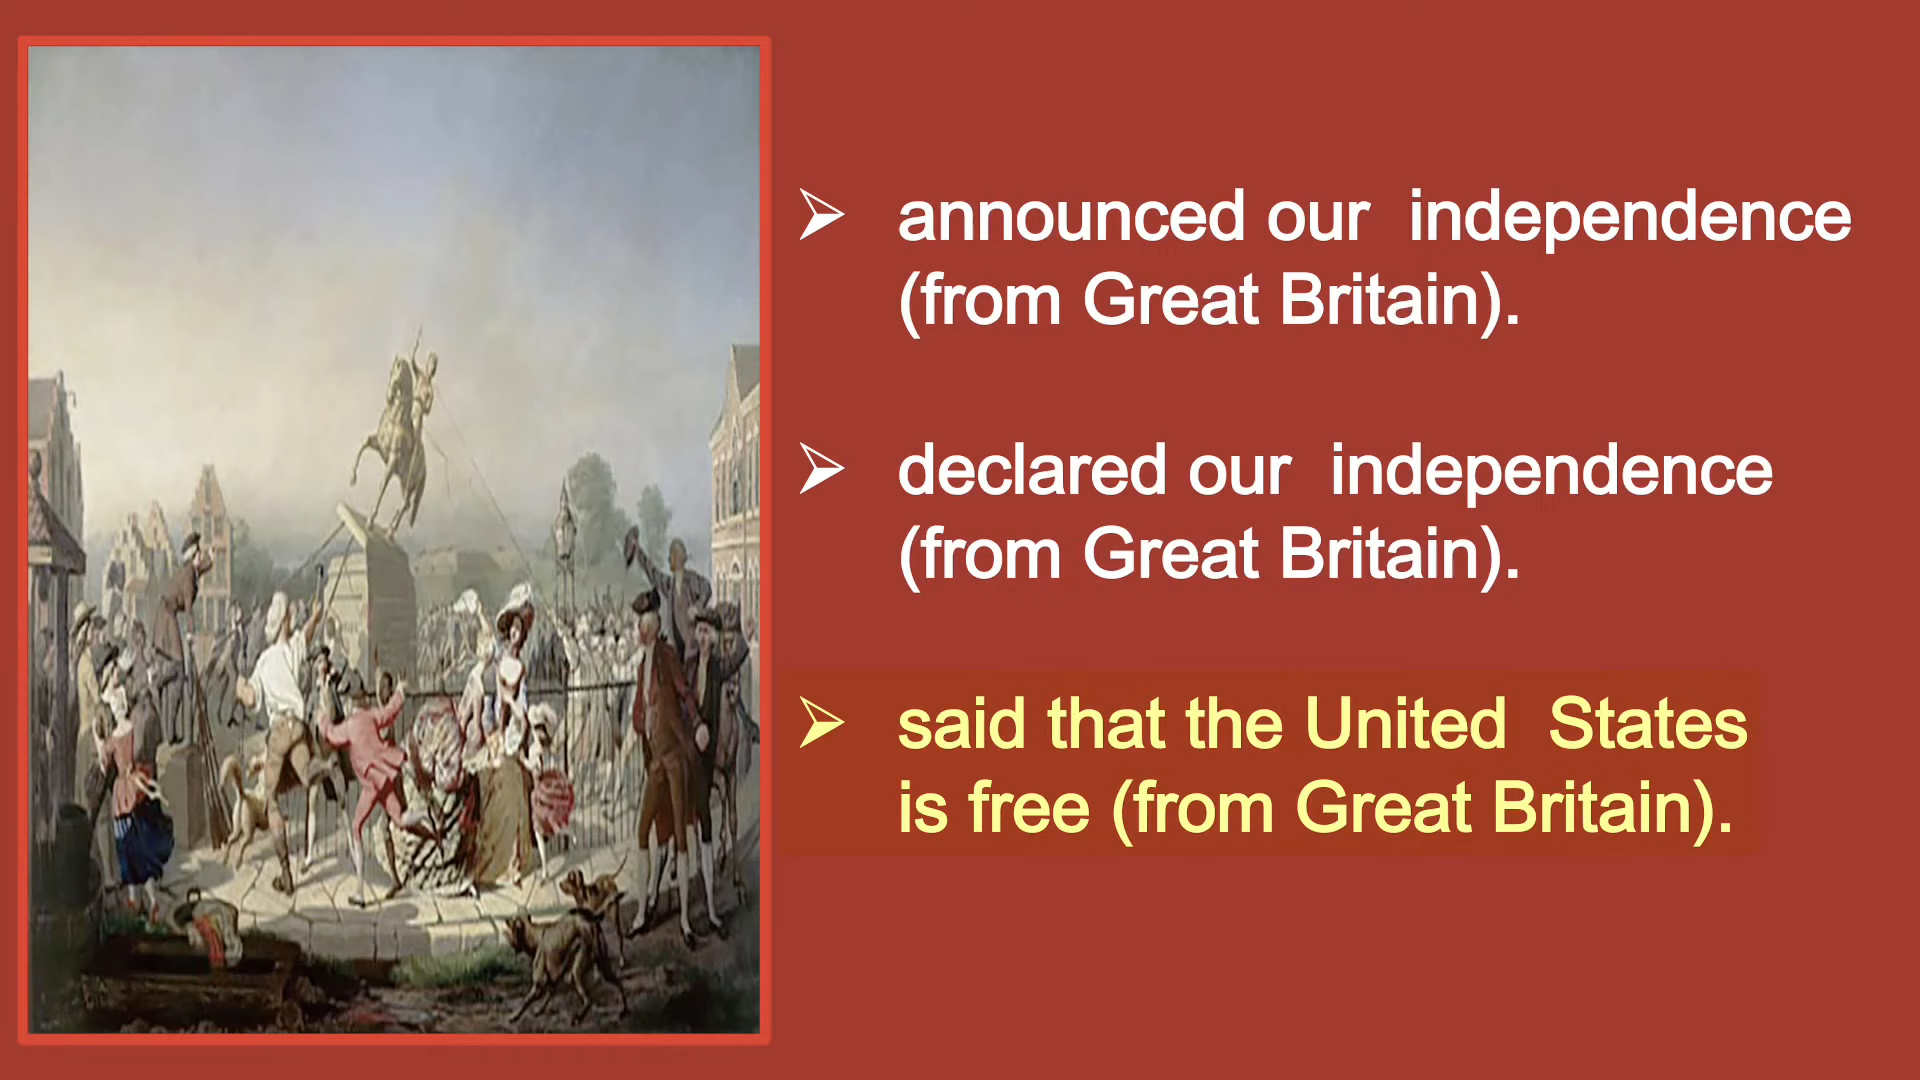 ➢ announced our independence
(from Great Britain).
➢ declared our independence
(from Great Britain).
➢ said that the United States
is free (from Great Britain).